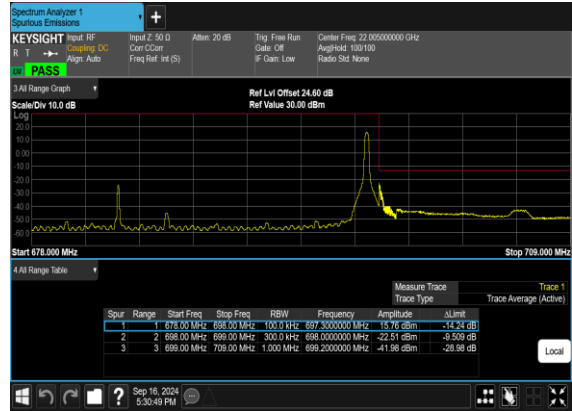 Spectrum Analyzer 1
Spurious Emissions
KEYSIGHT
R T
LW PASS
Input: RF
Coupling: DC
Align: Auto
Input Z: 50 Ω
Corr CCorr
Freq Ref: Int (S)
Atten: 20 dB
Trig: Free Run
Gate: Off
IF Gain: Low
Center Freq: 22.005000000 GHz
Avg|Hold: 100/100
Radio Std: None
3 All Range Graph
Scale/Div 10.0 dB
Ref Lvl Offset 24.60 dB
Ref Value 30.00 dBm
Log
20.0
10.0
0.00
-10.0
-20.0
-30.0
-40.0
-50.0
-60.0
Start 678.000 MHz
Stop 709.000 MHz
4 All Range Table
Measure Trace Trace 1
Trace Type Trace Average (Active)
Spur Range Start Freq Stop Freq RBW Frequency Amplitude ΔLimit
1 1 678.00 MHz 698.00 MHz 100.0 kHz 697.3000000 MHz 15.76 dBm -14.24 dB
2 2 698.00 MHz 699.00 MHz 300.0 kHz 698.0000000 MHz -22.51 dBm -9.509 dB
3 3 699.00 MHz 709.00 MHz 1.000 MHz 699.2000000 MHz -41.98 dBm -28.98 dB
Local
?
Sep 16, 2024
5:30:49 PM